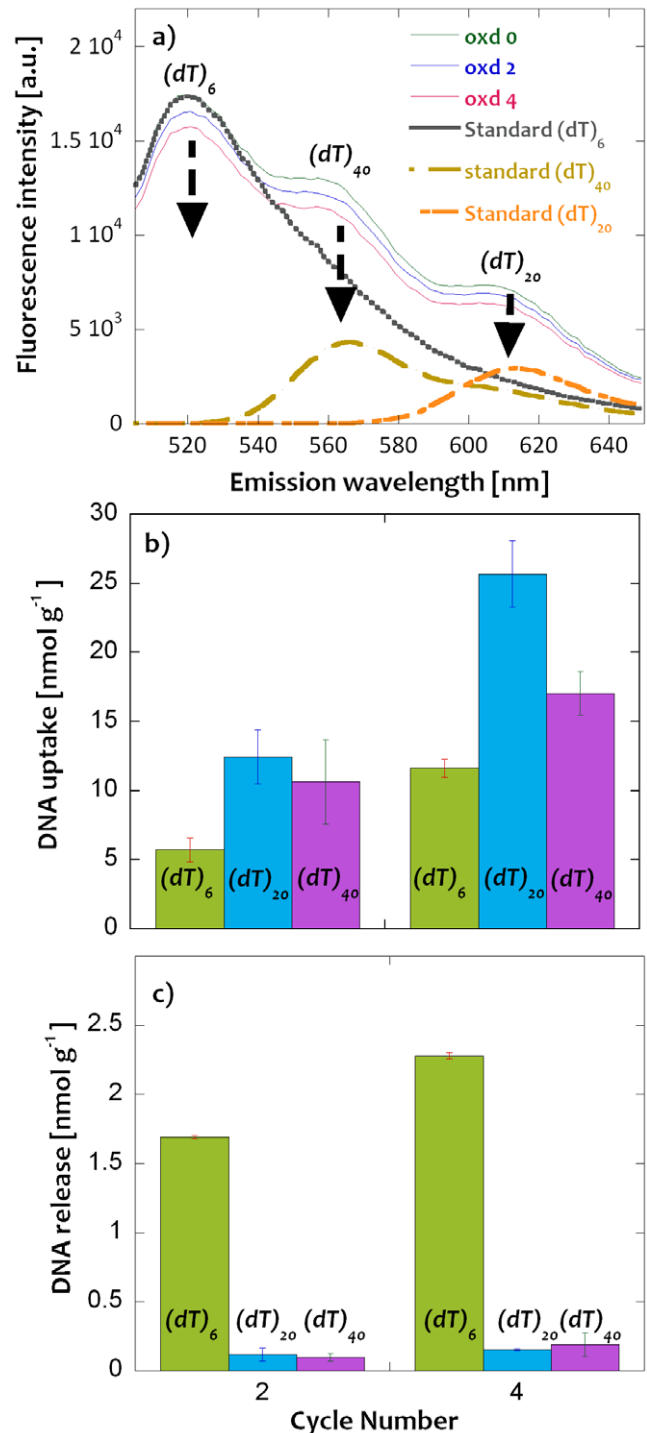 a)
oxd 0
oxd 2
oxd 4
Standard (dT)₆
standard (dT)₄₀
Standard (dT)₂₀
(dT)₆
(dT)₄₀
(dT)₂₀
2 10⁴
1.5 10⁴
1 10⁴
5 10³
0
Fluorescence intensity [a.u.]
520 540 560 580 600 620 640
Emission wavelength [nm]
b)
30
25
20
15
10
5
0
DNA uptake [nmol g⁻¹]
(dT)₆ (dT)₂₀ (dT)₄₀ (dT)₆ (dT)₂₀ (dT)₄₀
c)
2.5
2
1.5
1
0.5
0
DNA release [nmol g⁻¹]
(dT)₆ (dT)₂₀ (dT)₄₀ (dT)₆ (dT)₂₀ (dT)₄₀
2 4
Cycle Number